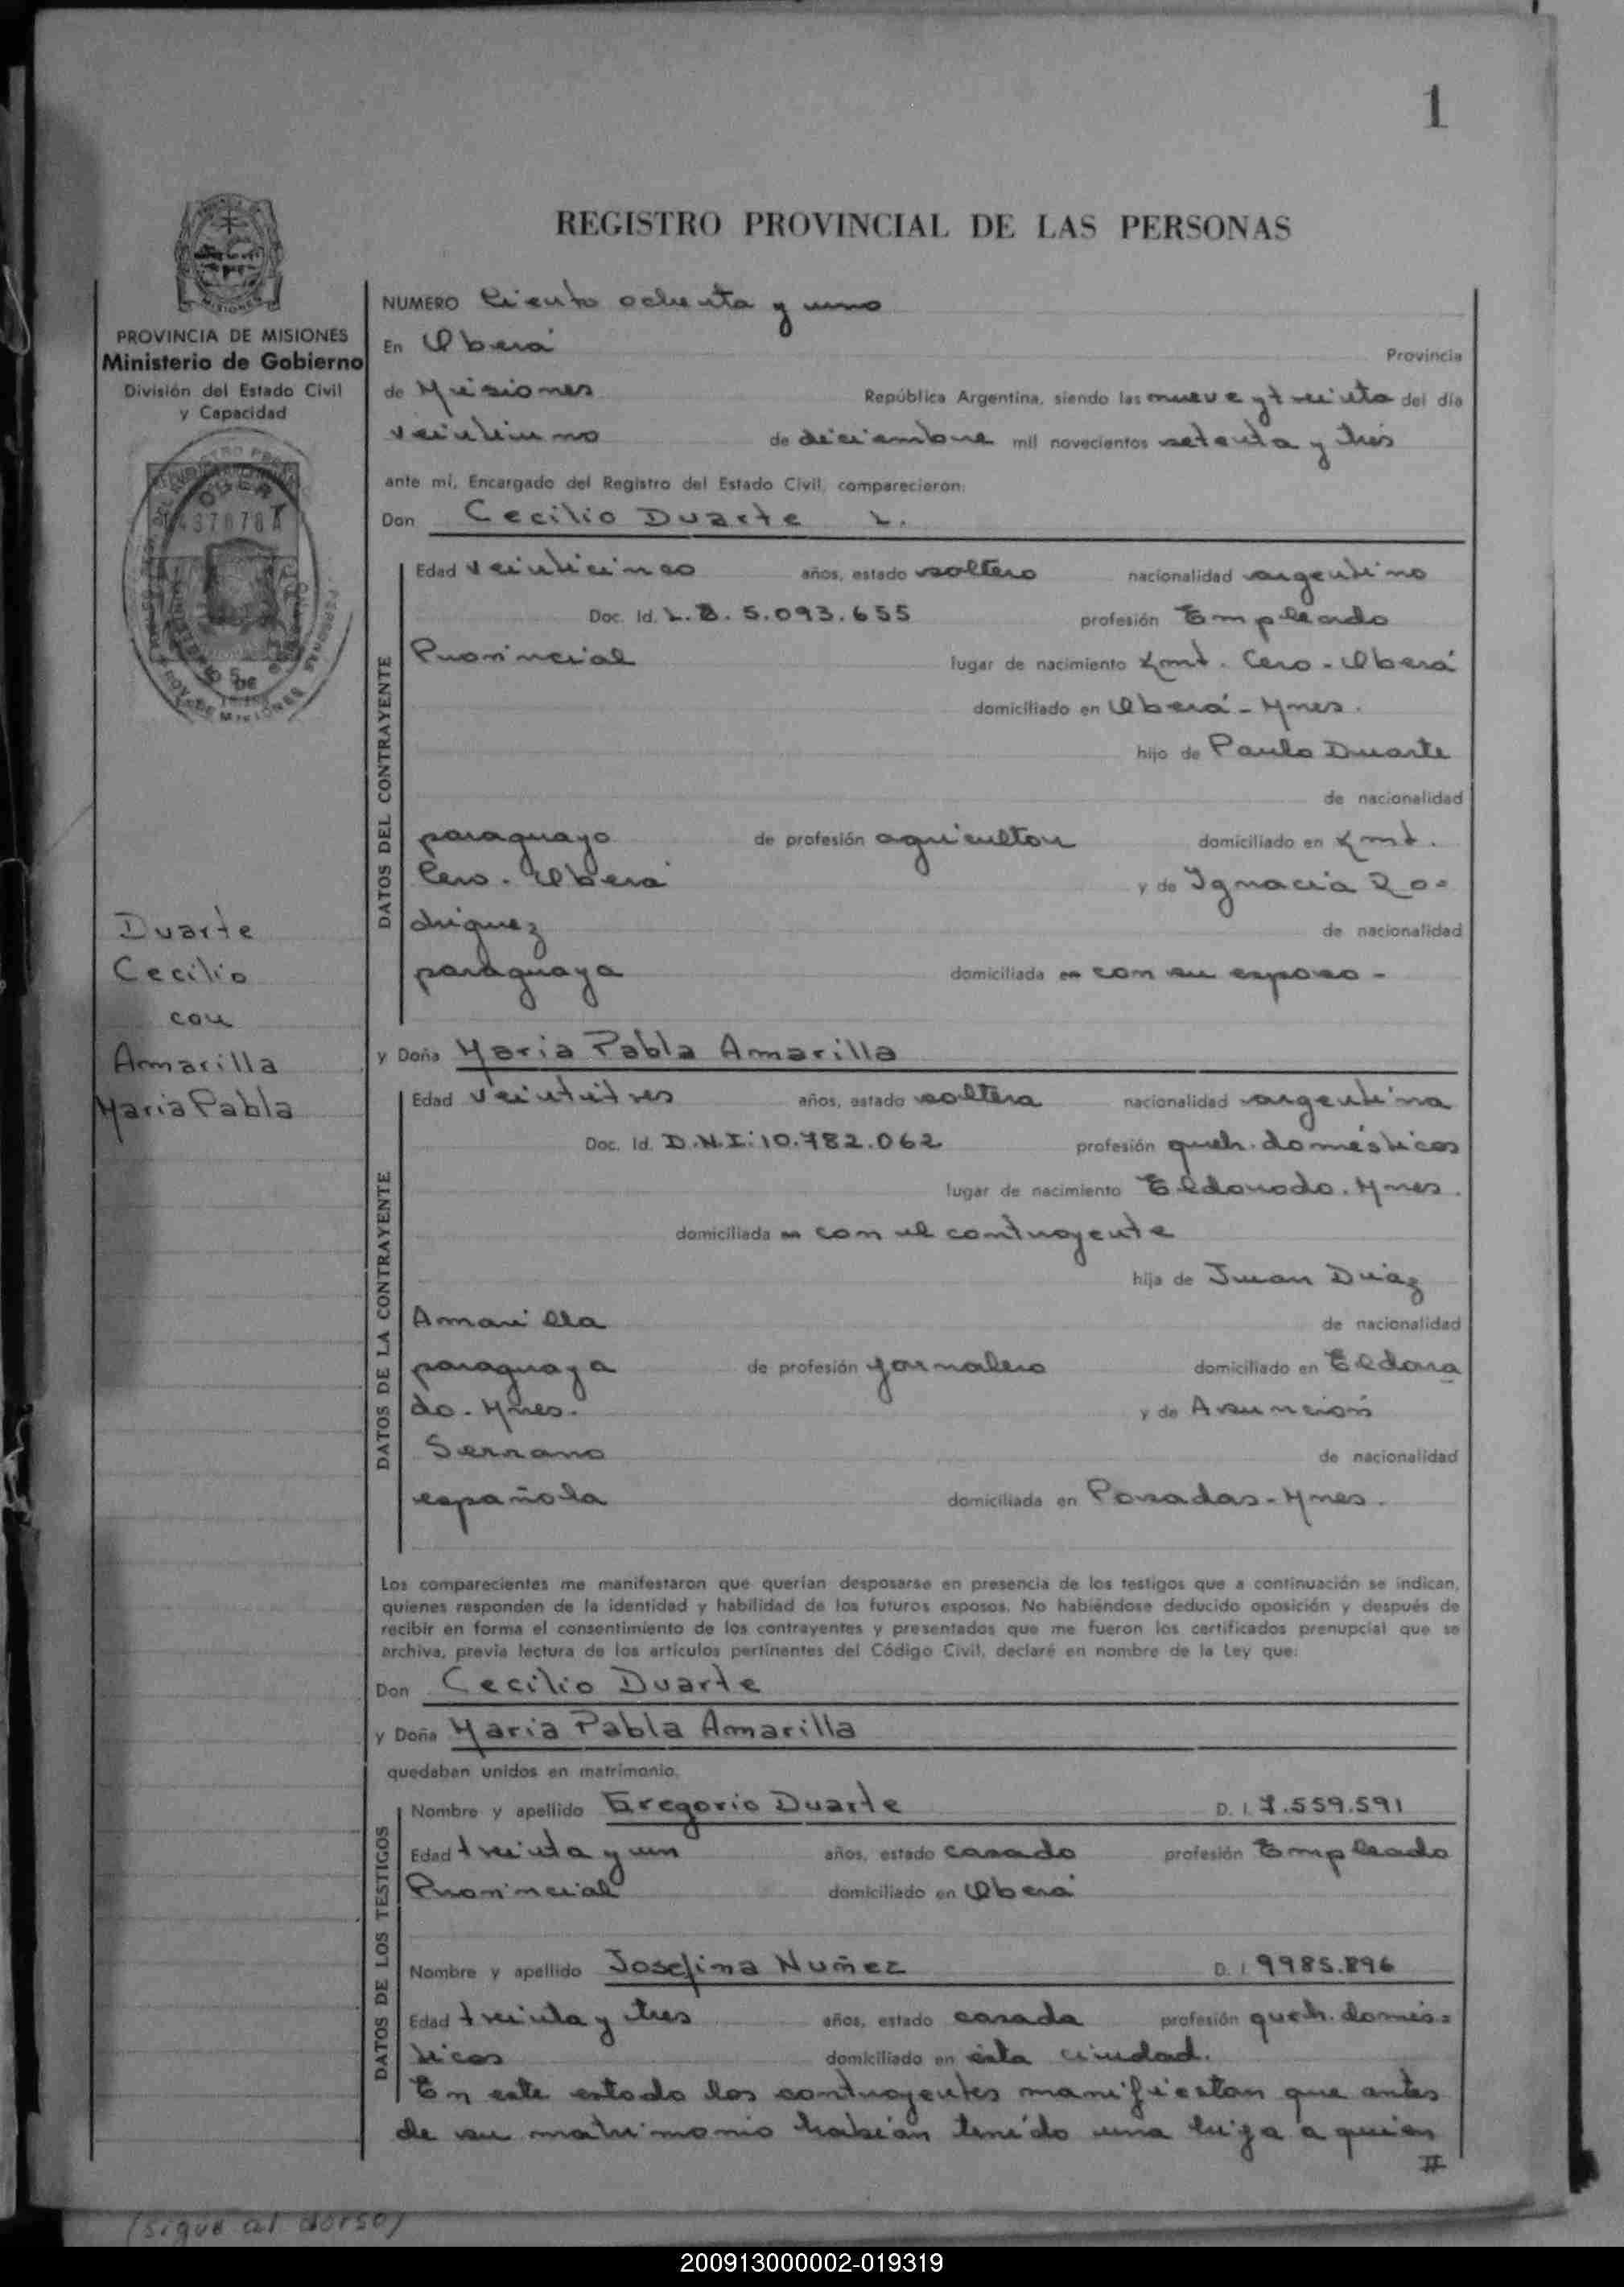 1
REGISTRO PROVINCIAL DE LAS PERSONAS
PROVINCIA DE MISIONES
Ministerio de Gobierno
División del Estado Civil
y Capacidad
NUMERO Ciento ochenta y uno
En Oberá Provincia
de Misiones República Argentina, siendo las nueve y treinta del día
veintiuno de diciembre mil novecientos setenta y tres
ante mí, Encargado del Registro del Estado Civil, comparecieron:
Don Cecilio Duarte
DATOS DEL CONTRAYENTE
Edad veinticinco años, estado soltero nacionalidad argentino
Doc. Id. L.E. 5.093.655 profesión Empleado
Provincial lugar de nacimiento Kmt. Cero-Oberá
domiciliado en Oberá-Mnes.
hijo de Paulo Duarte
de nacionalidad
paraguayo de profesión agricultor domiciliado en Kmt.
Cero-Oberá y de Ignacia Ro=
driguez de nacionalidad
paraguaya domiciliada en con su esposo-
Duarte
Cecilio
con
Amarilla
Maria Pabla
y Doña Maria Pabla Amarilla
DATOS DE LA CONTRAYENTE
Edad veintitres años, estado soltera nacionalidad argentina
Doc. Id. D.N.I: 10.782.062 profesión queh. domésticos
lugar de nacimiento Eldorado. Mnes.
domiciliada en con el contrayente
hija de Juan Diaz
Amarilla de nacionalidad
paraguaya de profesión jornalero domiciliado en Eldora
do-Mnes. y de Asunción
Serrano de nacionalidad
española domiciliada en Posadas-Mnes.
Los comparecientes me manifestaron que querían desposarse en presencia de los testigos que a continuación se indican,
quienes responden de la identidad y habilidad de los futuros esposos. No habiéndose deducido oposición y después de
recibir en forma el consentimiento de los contrayentes y presentados que me fueron los certificados prenupcial que se
archiva, previa lectura de los artículos pertinentes del Código Civil, declaré en nombre de la Ley que:
Don Cecilio Duarte
y Doña Maria Pabla Amarilla
quedaban unidos en matrimonio.
DATOS DE LOS TESTIGOS
Nombre y apellido Gregorio Duarte D. I. 7.559.591
Edad treinta y un años, estado casado profesión Empleado
Provincial domiciliado en Oberá
Nombre y apellido Josefina Nuñez D. I. 9985.896
Edad treinta y tres años, estado casada profesión queh. domés=
ticos domiciliado en ésta ciudad.
En este estado los contrayentes manifiestan que antes
de su matrimonio habían tenido una hija a quien
(sigue al dorso)
200913000002-019319